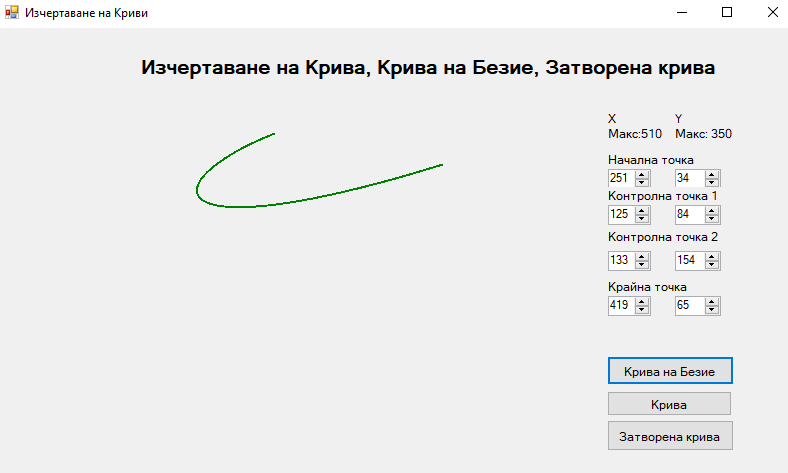 Изчертаване на Криви
Изчертаване на Крива, Крива на Безие, Затворена крива
X Y
Макс:510 Макс: 350
Начална точка
251 34
Контролна точка 1
125 84
Контролна точка 2
133 154
Крайна точка
419 65
Крива на Безие
Крива
Затворена крива